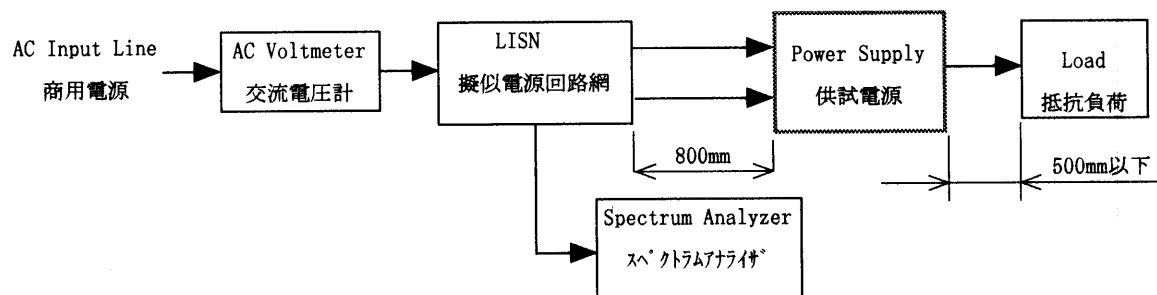 AC Input Line
商用電源
AC Voltmeter
交流電圧計
LISN
擬似電源回路網
Power Supply
供試電源
Load
抵抗負荷
800mm
500mm以下
Spectrum Analyzer
ｽﾍﾟｸﾄﾗﾑｱﾅﾗｲｻﾞ